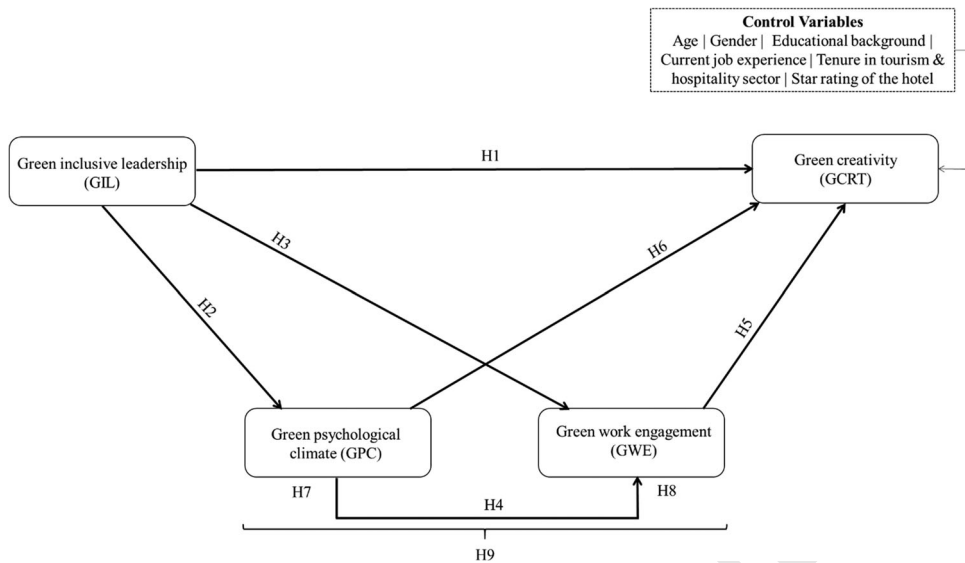 Control Variables
Age | Gender | Educational background |
Current job experience | Tenure in tourism &
hospitality sector | Star rating of the hotel
Green inclusive leadership
(GIL)
H1
Green creativity
(GCRT)
H3
H6
H2
H5
Green psychological
climate (GPC)
Green work engagement
(GWE)
H7
H4
H8
H9